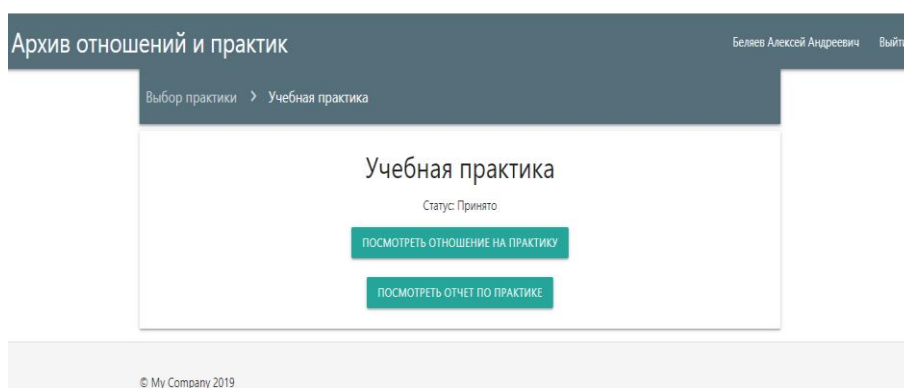 Архив отношений и практик
Беляев Алексей Андреевич Выйти
Выбор практики > Учебная практика
Учебная практика
Статус: Принято
ПОСМОТРЕТЬ ОТНОШЕНИЕ НА ПРАКТИКУ
ПОСМОТРЕТЬ ОТЧЕТ ПО ПРАКТИКЕ
© My Company 2019